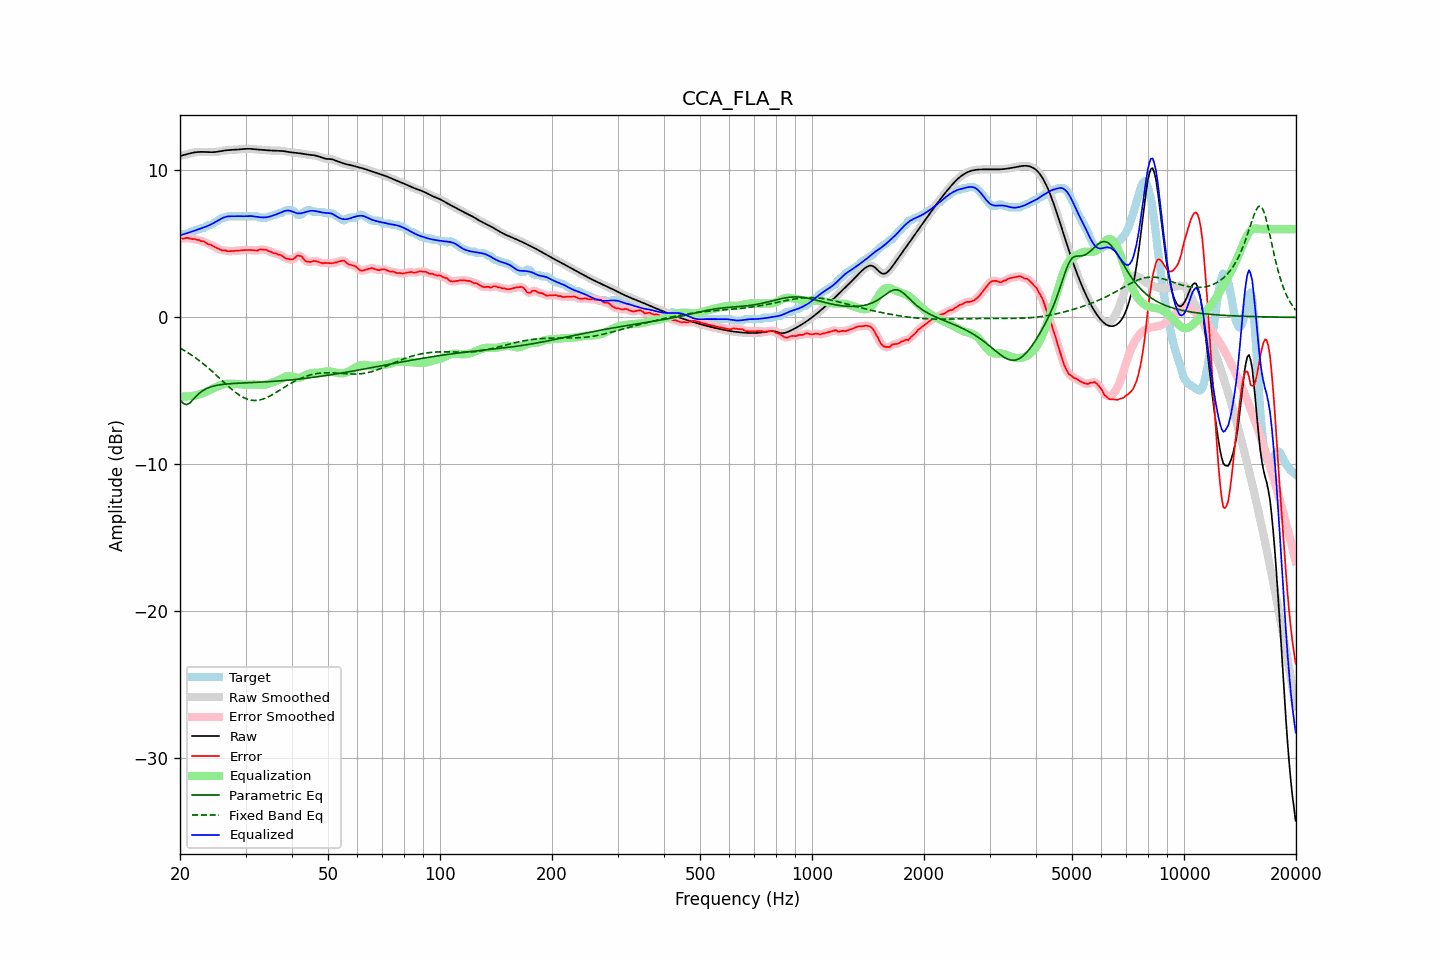 CCA_FLA_R
Amplitude (dBr)
10
0
−10
−20
−30
Target
Raw Smoothed
Error Smoothed
Raw
Error
Equalization
Parametric Eq
Fixed Band Eq
Equalized
20 50 100 200 500 1000 2000 5000 10000 20000
Frequency (Hz)